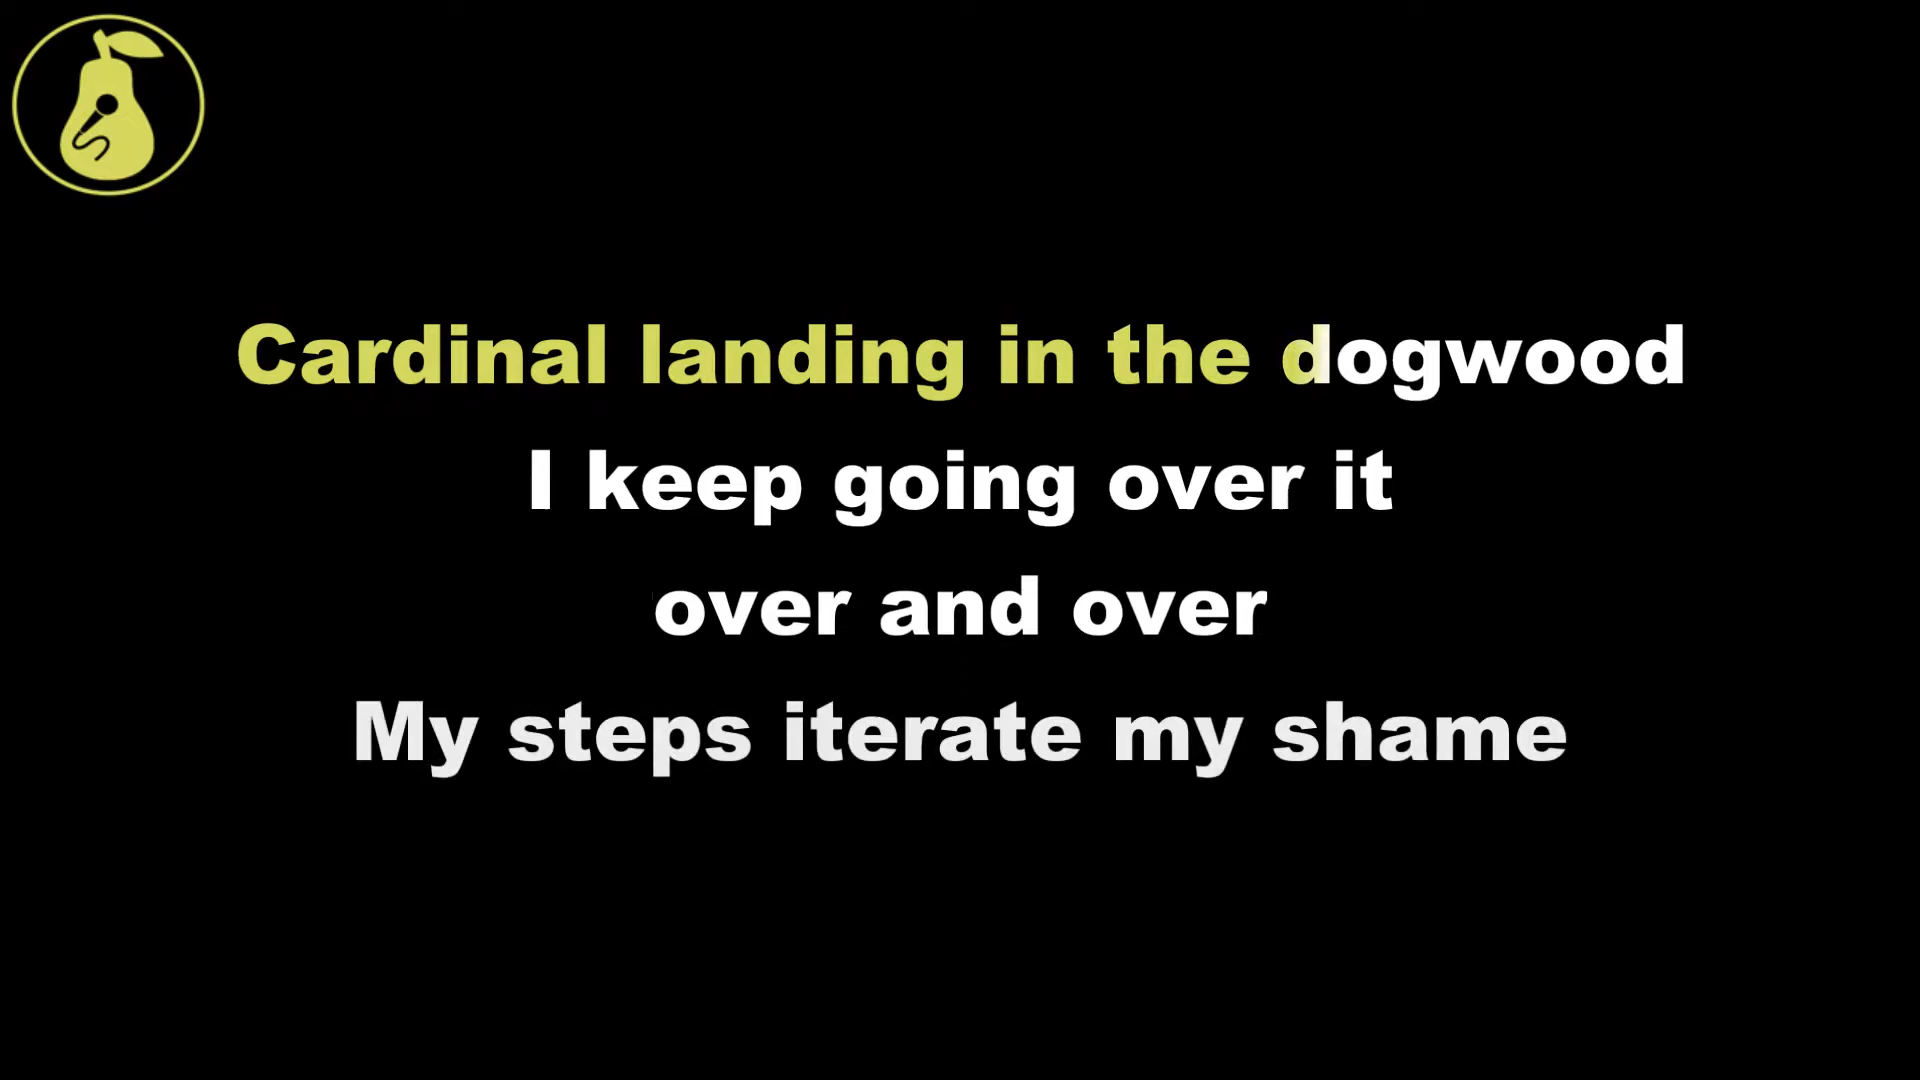 Cardinal landing in the dogwood
I keep going over it
over and over
My steps iterate my shame